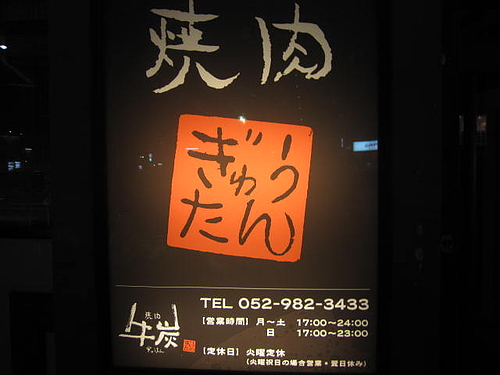 焼肉
ぎゅう
たん
TEL 052-982-3433
【営業時間】 月〜土 17:00〜24:00
日 17:00〜23:00
焼肉
牛炭
【定休日】 火曜定休
(火曜祝日の場合営業・翌日休み)